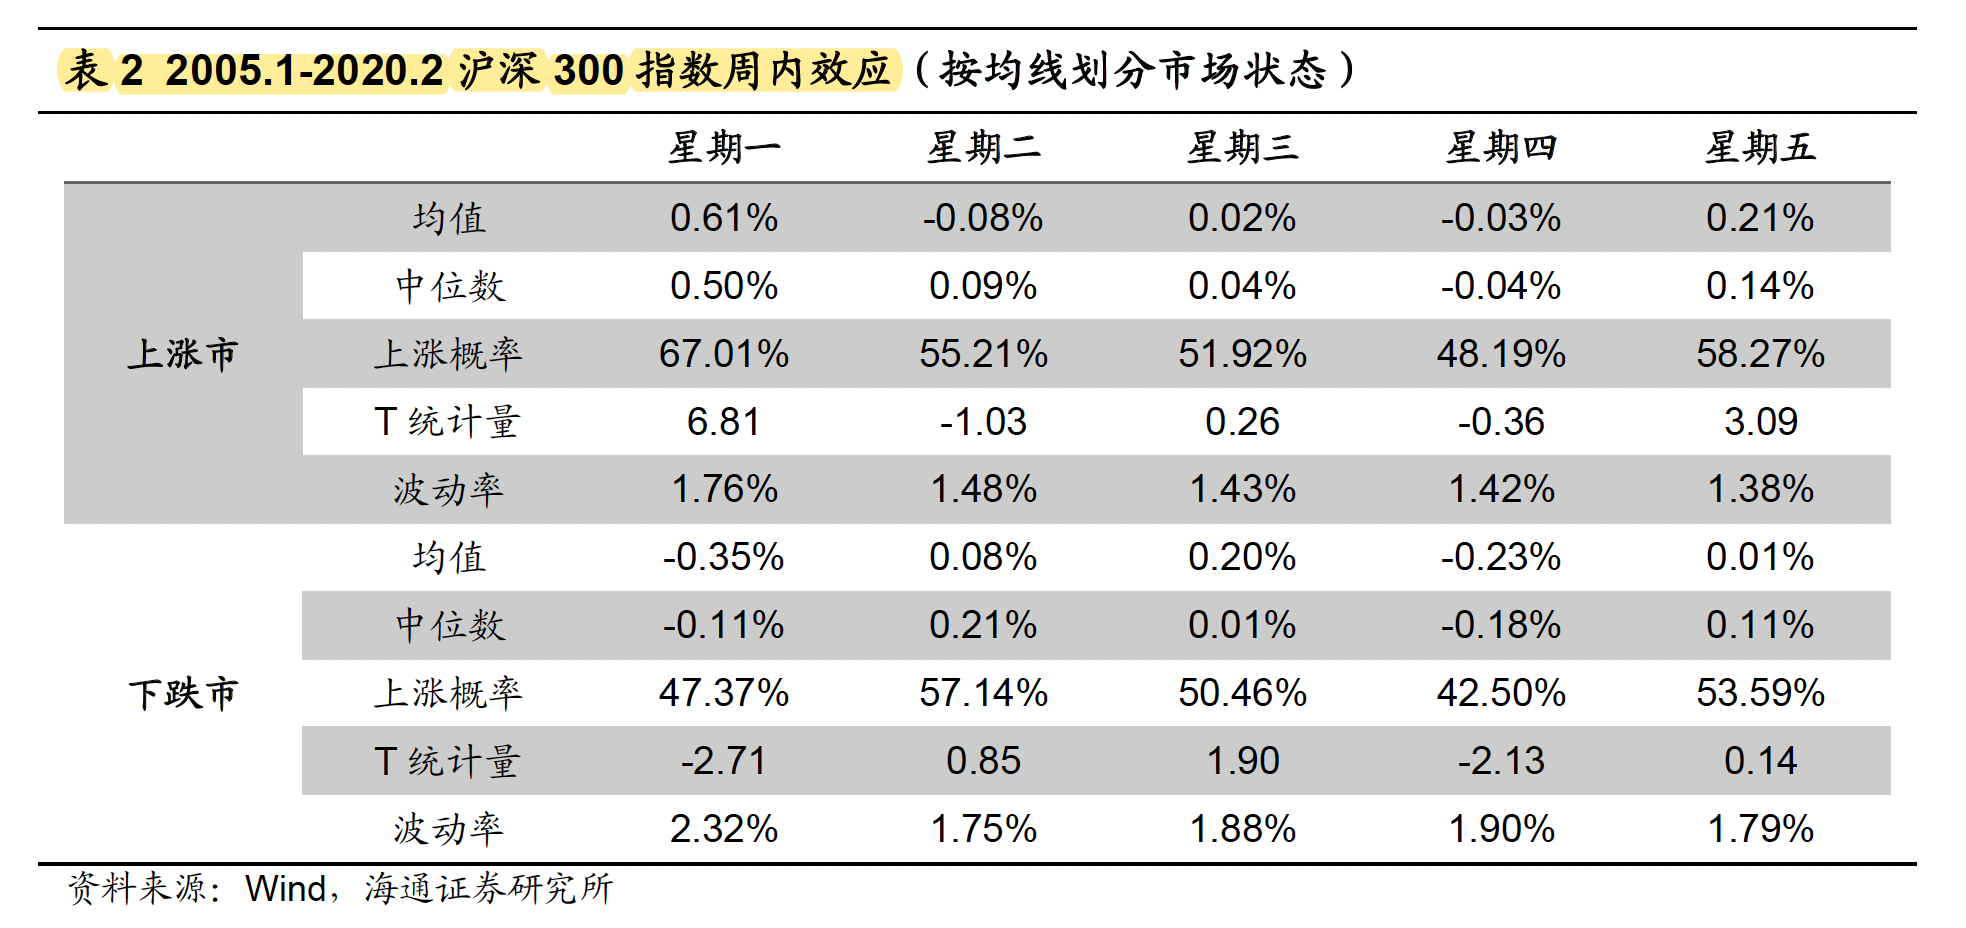 表 2 2005.1-2020.2 沪深 300 指数周内效应（按均线划分市场状态）
星期一 星期二 星期三 星期四 星期五
均值 0.61% -0.08% 0.02% -0.03% 0.21%
中位数 0.50% 0.09% 0.04% -0.04% 0.14%
上涨市 上涨概率 67.01% 55.21% 51.92% 48.19% 58.27%
T 统计量 6.81 -1.03 0.26 -0.36 3.09
波动率 1.76% 1.48% 1.43% 1.42% 1.38%
均值 -0.35% 0.08% 0.20% -0.23% 0.01%
中位数 -0.11% 0.21% 0.01% -0.18% 0.11%
下跌市 上涨概率 47.37% 57.14% 50.46% 42.50% 53.59%
T 统计量 -2.71 0.85 1.90 -2.13 0.14
波动率 2.32% 1.75% 1.88% 1.90% 1.79%
资料来源：Wind，海通证券研究所